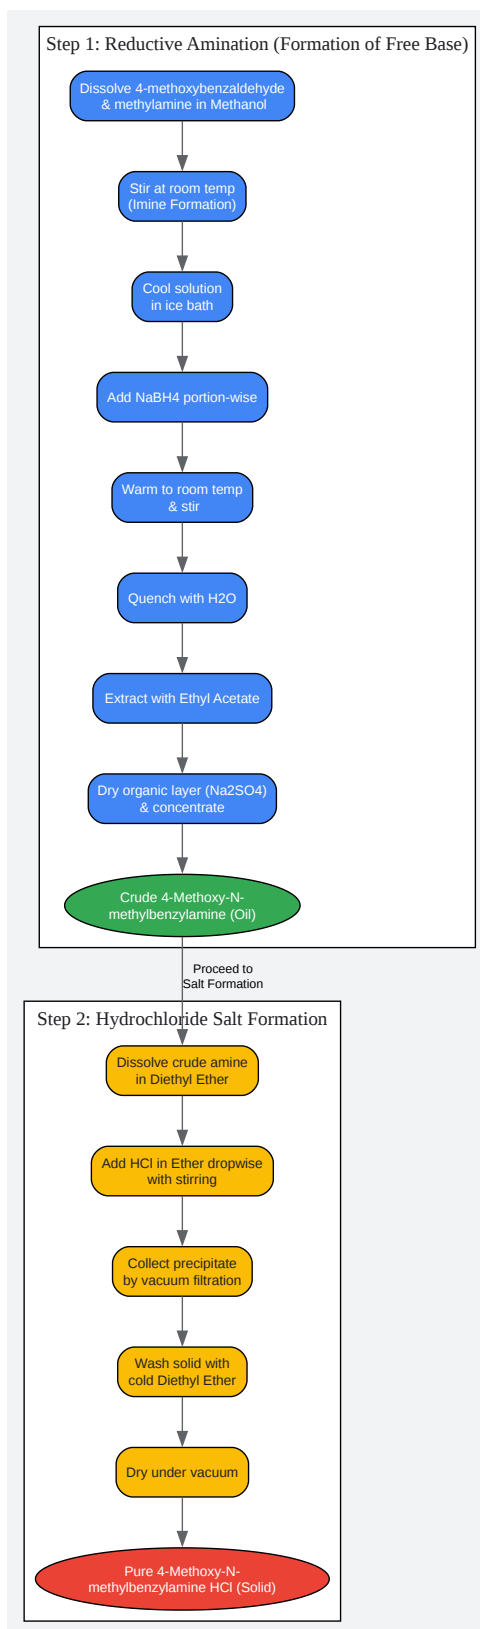 Step 1: Reductive Amination (Formation of Free Base)
Dissolve 4-methoxybenzaldehyde
& methylamine in Methanol
Stir at room temp
(Imine Formation)
Cool solution
in ice bath
Add NaBH4 portion-wise
Warm to room temp
& stir
Quench with H2O
Extract with Ethyl Acetate
Dry organic layer (Na2SO4)
& concentrate
Crude 4-Methoxy-N-
methylbenzylamine (Oil)
Proceed to
Salt Formation
Step 2: Hydrochloride Salt Formation
Dissolve crude amine
in Diethyl Ether
Add HCl in Ether dropwise
with stirring
Collect precipitate
by vacuum filtration
Wash solid with
cold Diethyl Ether
Dry under vacuum
Pure 4-Methoxy-N-
methylbenzylamine HCl (Solid)